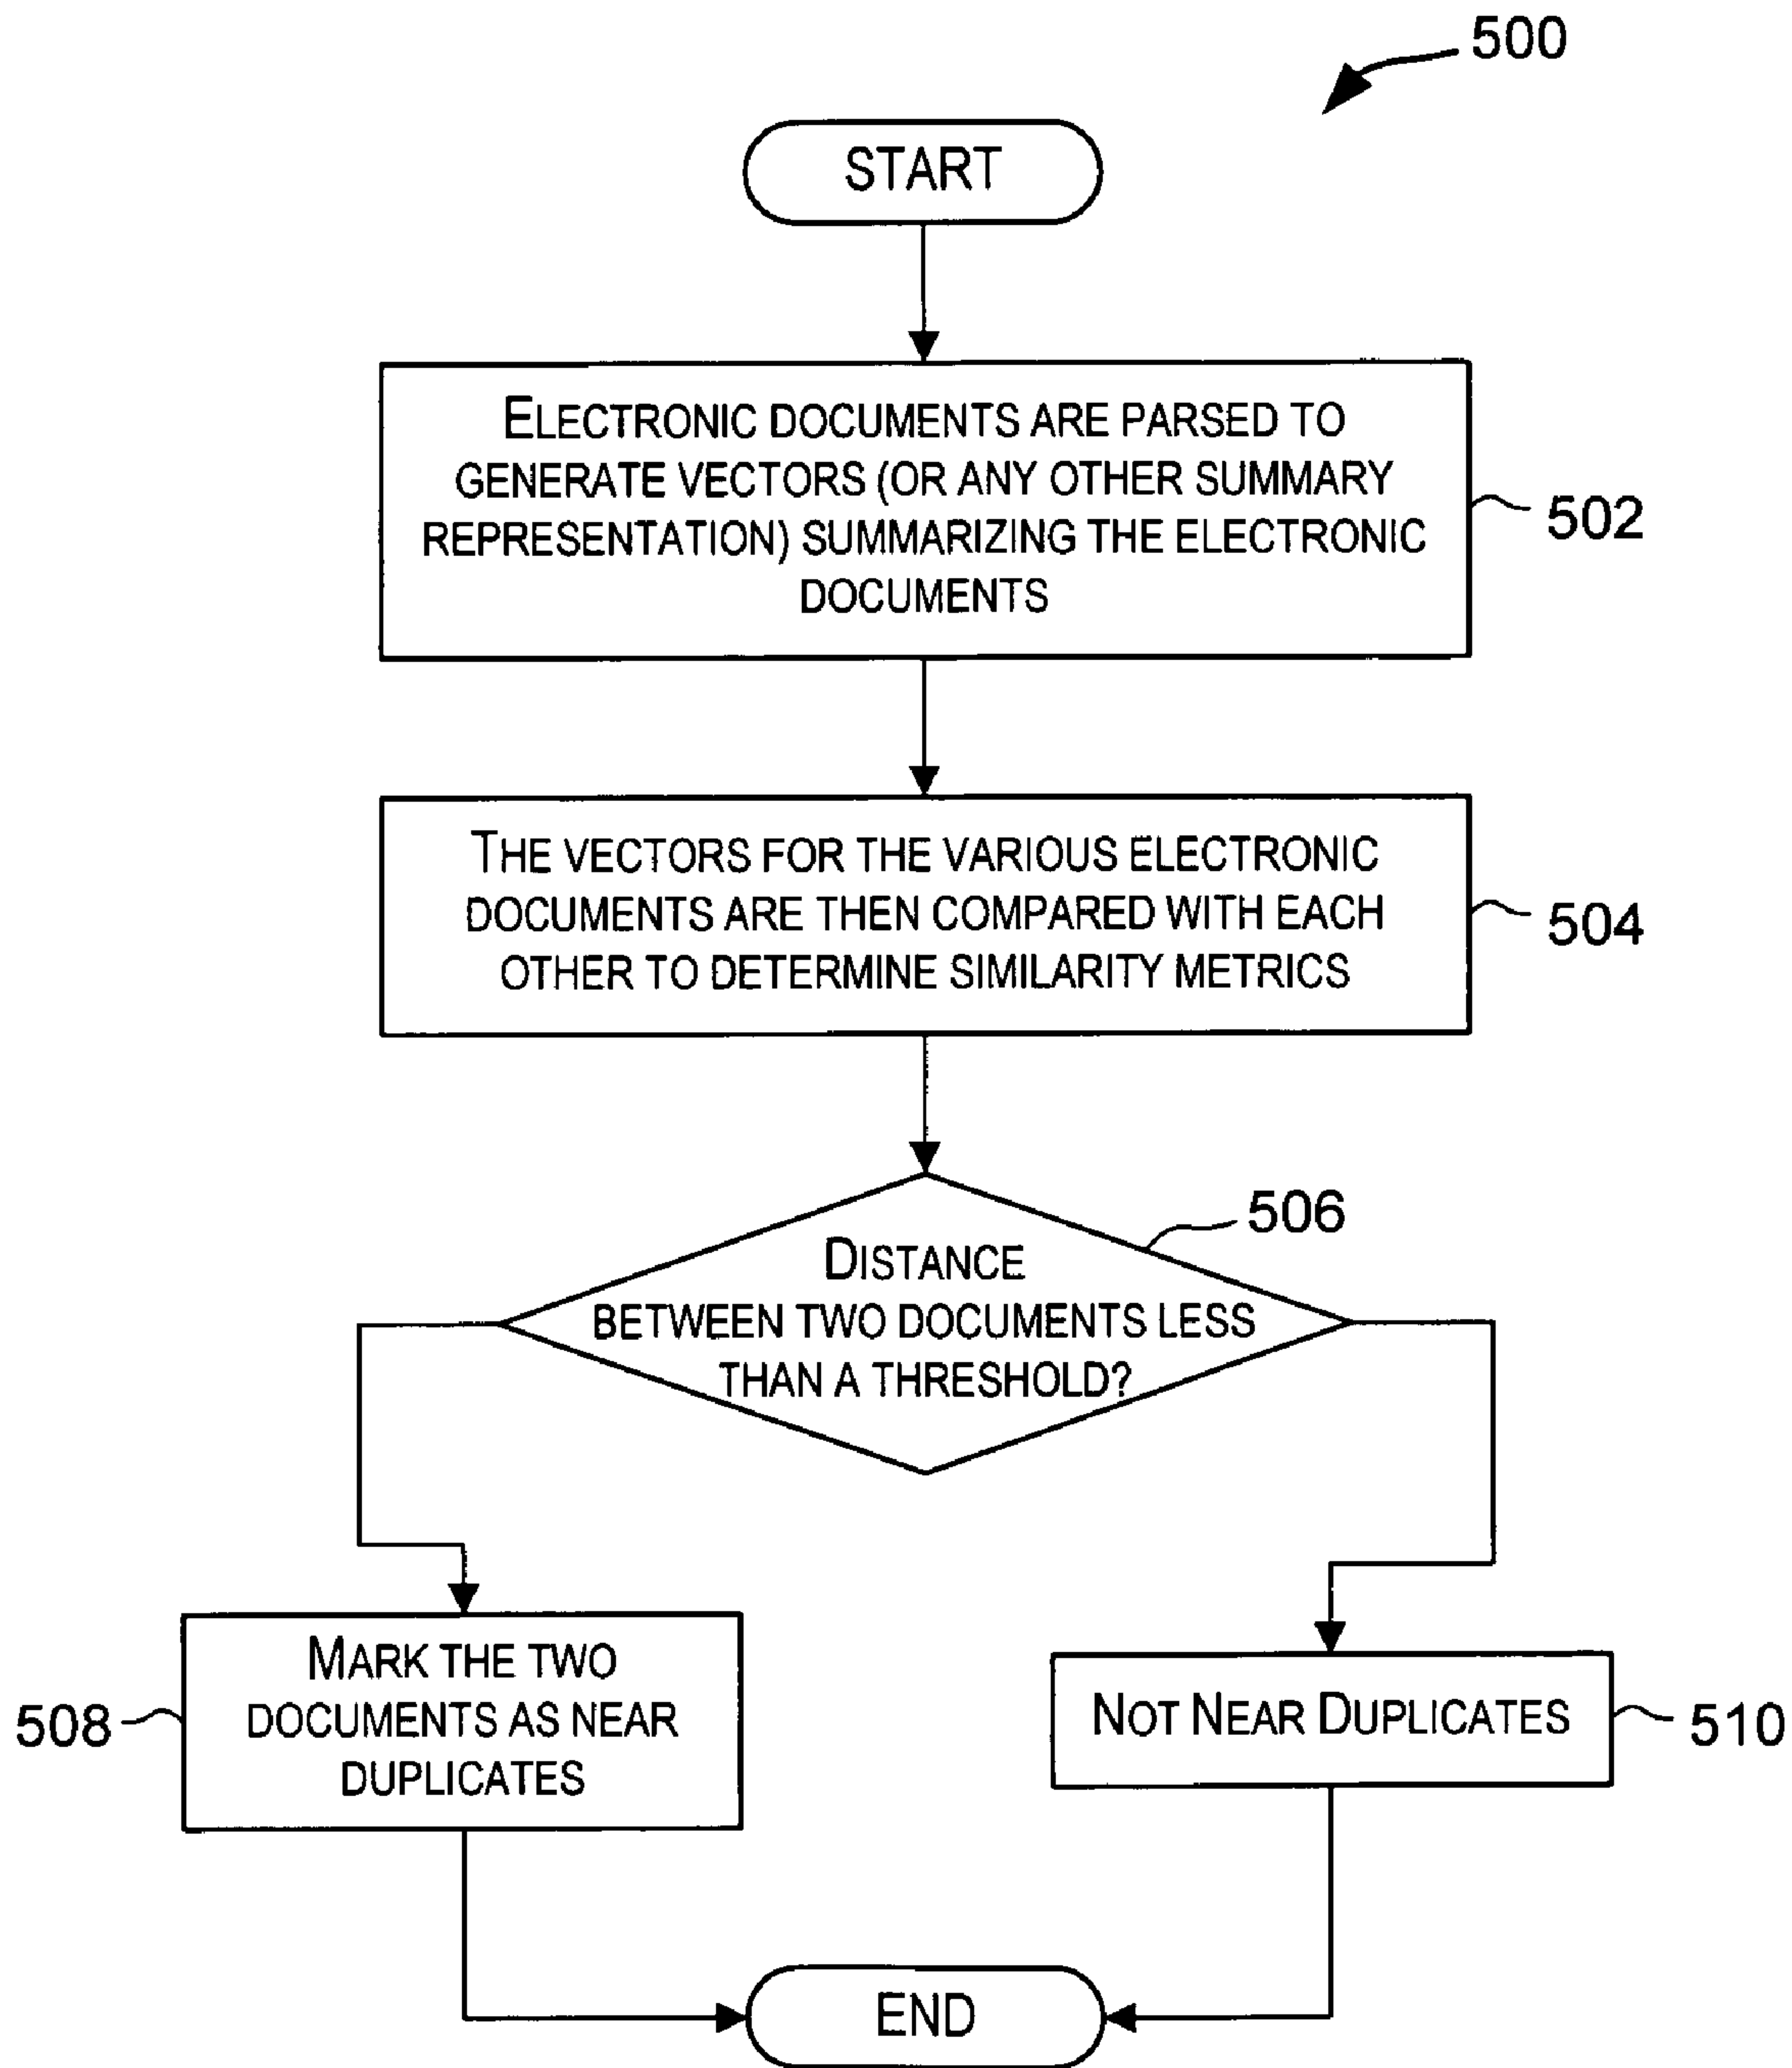 500
START
ELECTRONIC DOCUMENTS ARE PARSED TO
GENERATE VECTORS (OR ANY OTHER SUMMARY
REPRESENTATION) SUMMARIZING THE ELECTRONIC
DOCUMENTS
502
THE VECTORS FOR THE VARIOUS ELECTRONIC
DOCUMENTS ARE THEN COMPARED WITH EACH
OTHER TO DETERMINE SIMILARITY METRICS
504
506
DISTANCE
BETWEEN TWO DOCUMENTS LESS
THAN A THRESHOLD?
508
MARK THE TWO
DOCUMENTS AS NEAR
DUPLICATES
NOT NEAR DUPLICATES
510
END